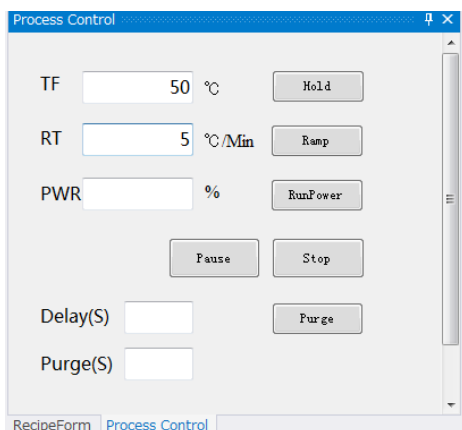 Process Control
TF 50 ℃ Hold
RT 5 ℃/Min Ramp
PWR % RunPower
Pause Stop
Delay(S) Purge
Purge(S)
RecipeForm Process Control